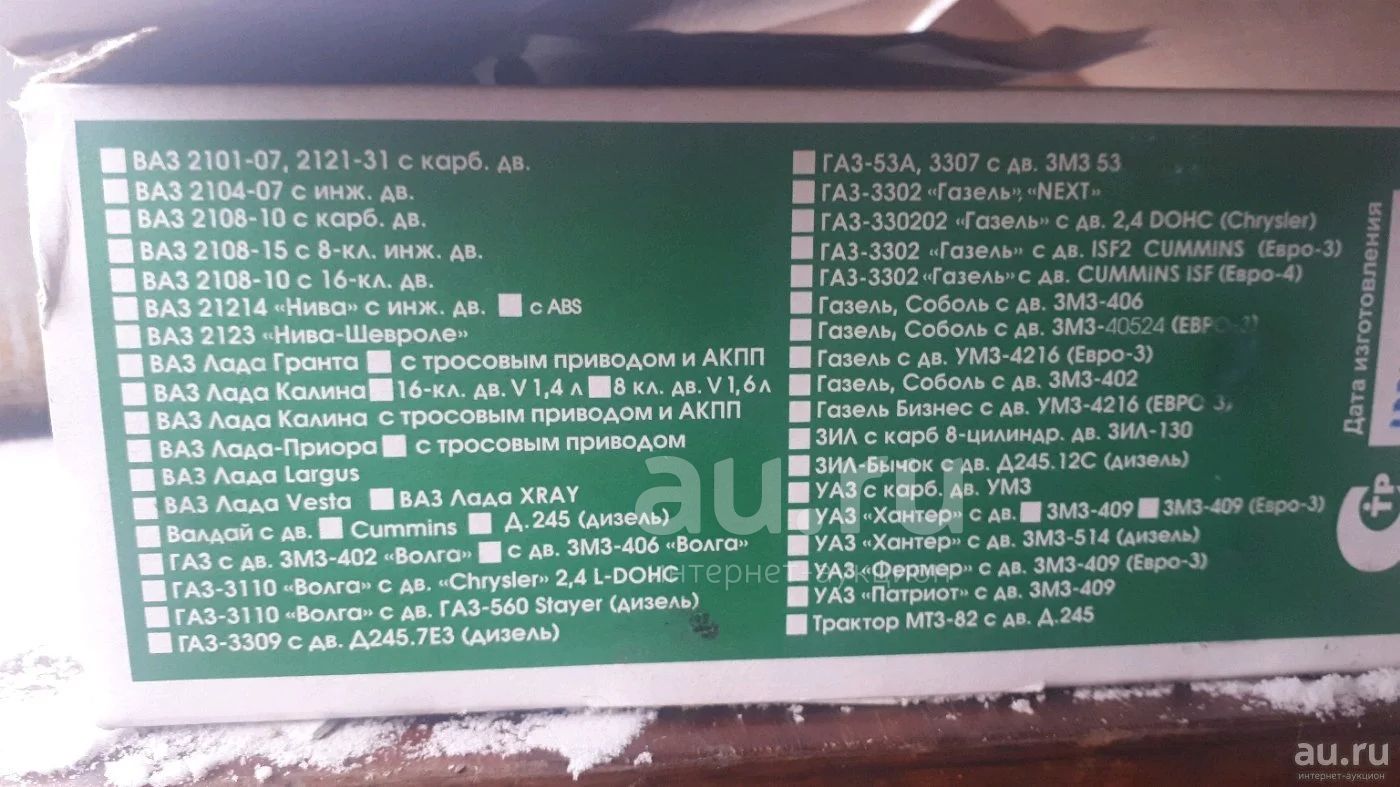 ВАЗ 2101-07, 2121-31 с карб. дв.
ВАЗ 2104-07 с инж. дв.
ВАЗ 2108-10 с карб. дв.
ВАЗ 2108-15 с 8-кл. инж. дв.
ВАЗ 2108-10 с 16-кл. дв.
ВАЗ 21214 «Нива» с инж. дв. с ABS
ВАЗ 2123 «Нива-Шевроле»
ВАЗ Лада Гранта с тросовым приводом и АКПП
ВАЗ Лада Калина 16-кл. дв. V 1,4 л 8 кл. дв. V 1,6 л
ВАЗ Лада Калина с тросовым приводом и АКПП
ВАЗ Лада-Приора с тросовым приводом
ВАЗ Лада Largus
ВАЗ Лада Vesta ВАЗ Лада XRAY
Валдай с дв. Cummins Д.245 (дизель)
ГАЗ с дв. ЗМЗ-402 «Волга» с дв. ЗМЗ-406 «Волга»
ГАЗ-3110 «Волга» с дв. «Chrysler» 2,4 L-DOHC
ГАЗ-3110 «Волга» с дв. ГАЗ-560 Stayer (дизель)
ГАЗ-3309 с дв. Д245.7Е3 (дизель)
ГАЗ-53А, 3307 с дв. ЗМЗ 53
ГАЗ-3302 «Газель», «NEXT»
ГАЗ-330202 «Газель» с дв. 2,4 DOHC (Chrysler)
ГАЗ-3302 «Газель» с дв. ISF2 CUMMINS (Евро-3)
ГАЗ-3302 «Газель» с дв. CUMMINS ISF (Евро-4)
Газель, Соболь с дв. ЗМЗ-406
Газель, Соболь с дв. ЗМЗ-40524 (ЕВРО-3)
Газель с дв. УМЗ-4216 (Евро-3)
Газель, Соболь с дв. ЗМЗ-402
Газель Бизнес с дв. УМЗ-4216 (ЕВРО 3)
ЗИЛ с карб 8-цилиндр. дв. ЗИЛ-130
ЗИЛ-Бычок с дв. Д245.12С (дизель)
УАЗ с карб. дв. УМЗ
УАЗ «Хантер» с дв. ЗМЗ-409 ЗМЗ-409 (Евро-3)
УАЗ «Хантер» с дв. ЗМЗ-514 (дизель)
УАЗ «Фермер» с дв. ЗМЗ-409 (Евро-3)
УАЗ «Патриот» с дв. ЗМЗ-409
Трактор МТЗ-82 с дв. Д.245
Дата изготовления
au.ru
интернет-аукцион
au.ru
интернет-аукцион